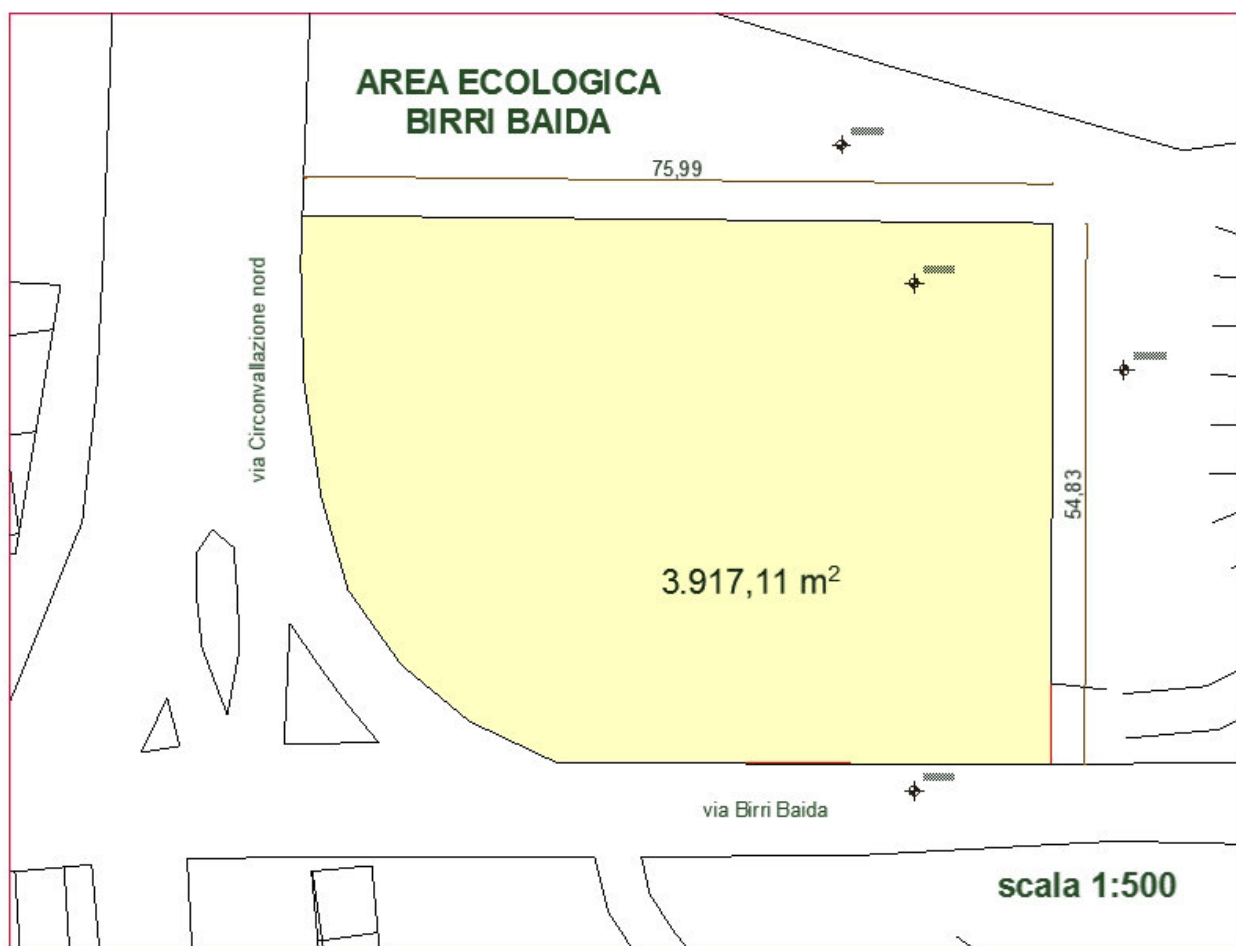 AREA ECOLOGICA
BIRRI BAIDA
75,99
via Circonvallazione nord
54,83
3.917,11 m²
via Birri Baida
scala 1:500